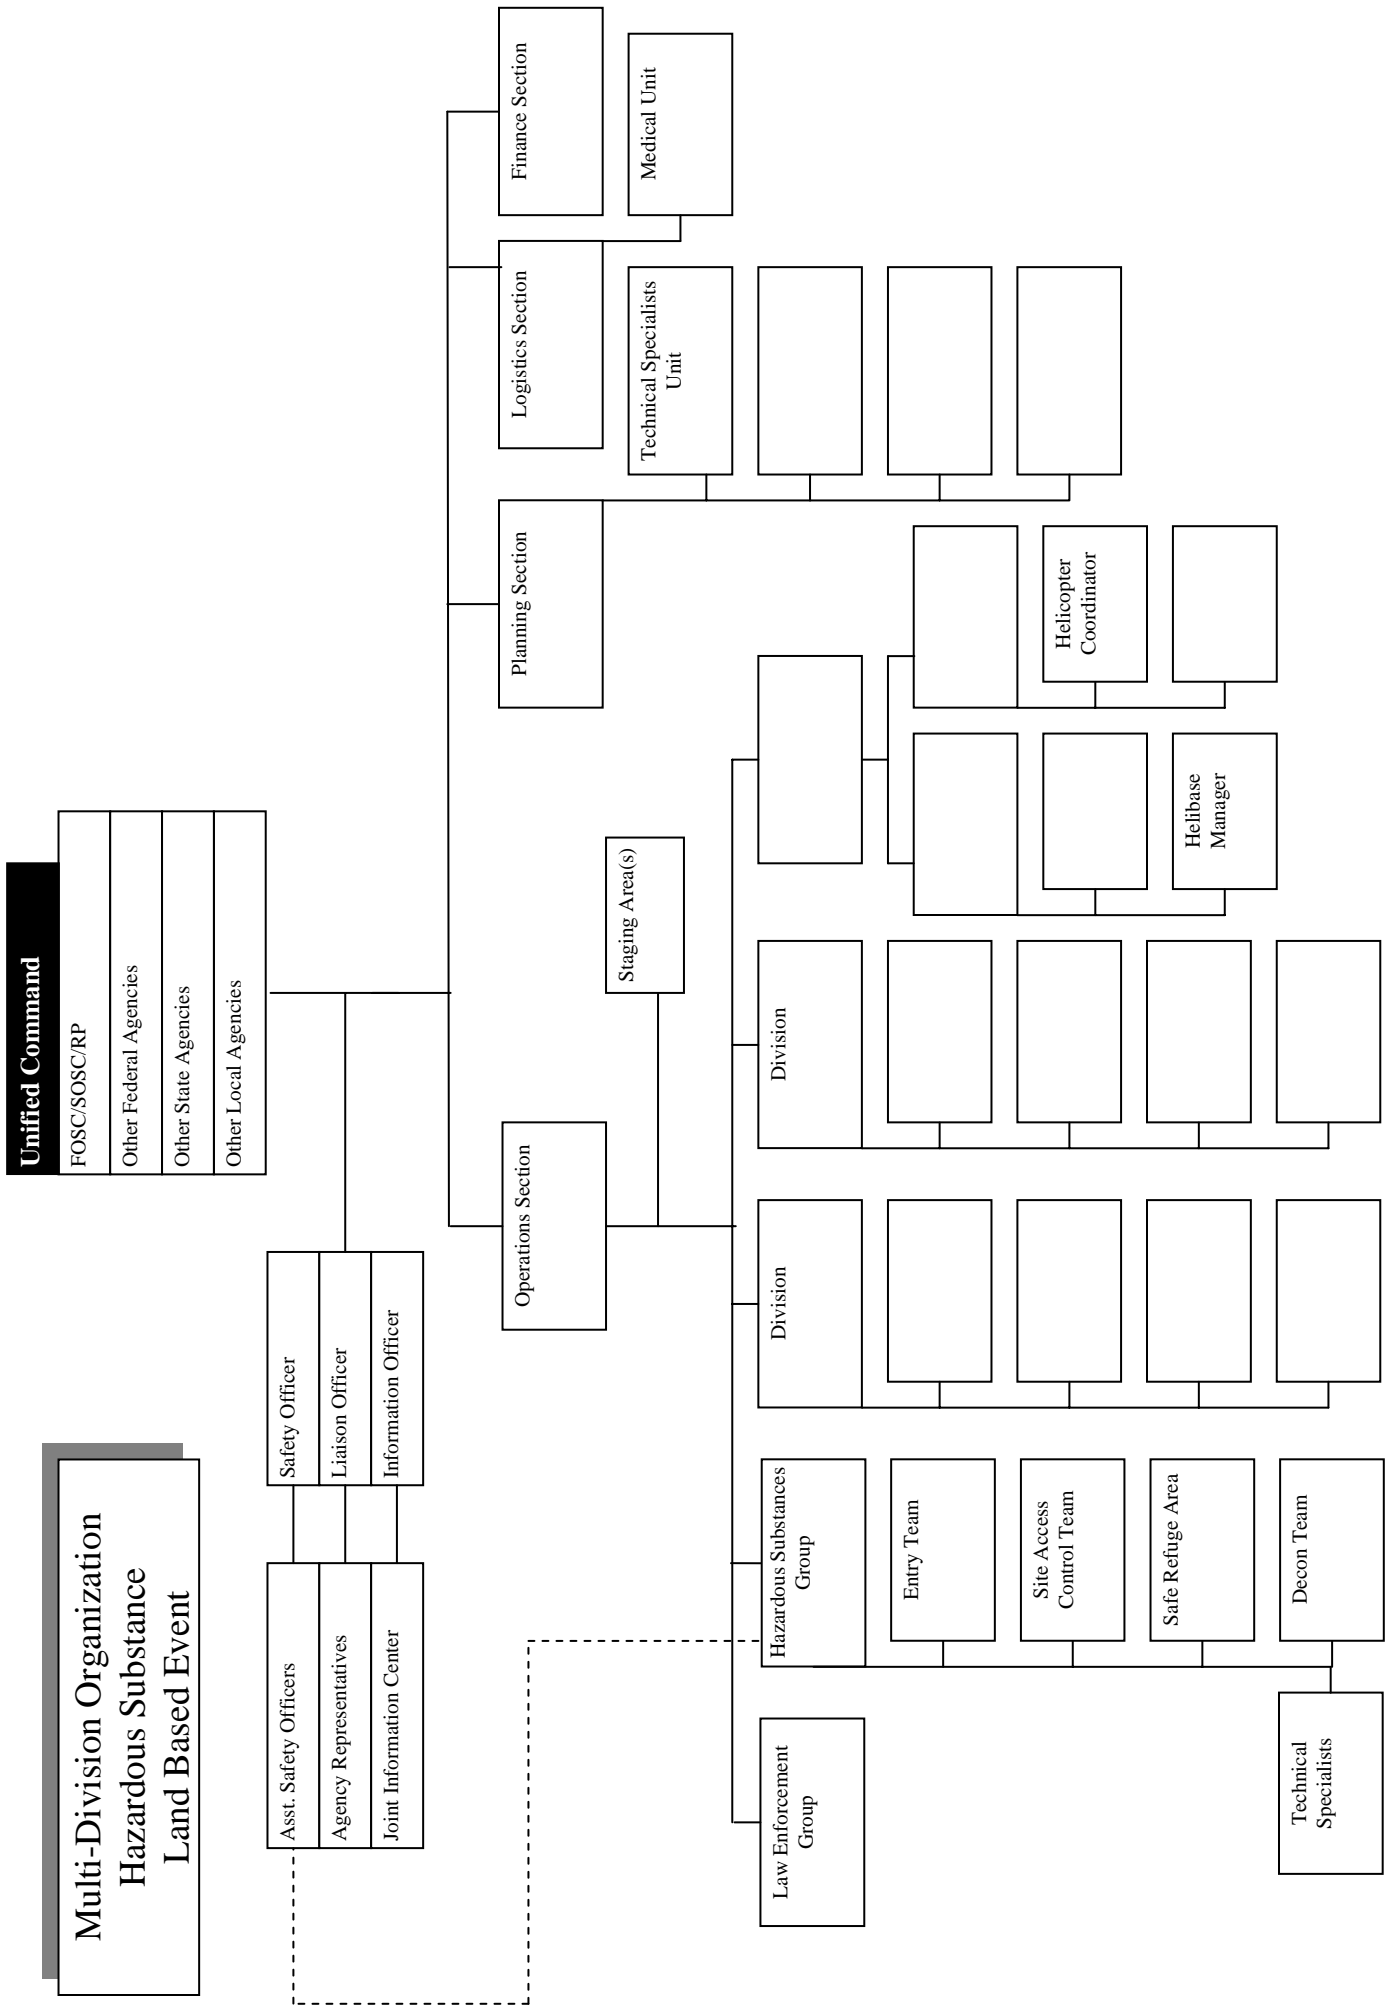 Multi-Division Organization
Hazardous Substance
Land Based Event
Unified Command
FOSC/SOSC/RP
Other Federal Agencies
Other State Agencies
Other Local Agencies
Asst. Safety Officers
Safety Officer
Agency Representatives
Liaison Officer
Joint Information Center
Information Officer
Operations Section
Planning Section
Logistics Section
Finance Section
Staging Area(s)
Technical Specialists
Unit
Medical Unit
Law Enforcement
Group
Hazardous Substances
Group
Division
Division
Entry Team
Site Access
Control Team
Helicopter
Coordinator
Safe Refuge Area
Helibase
Manager
Technical
Specialists
Decon Team